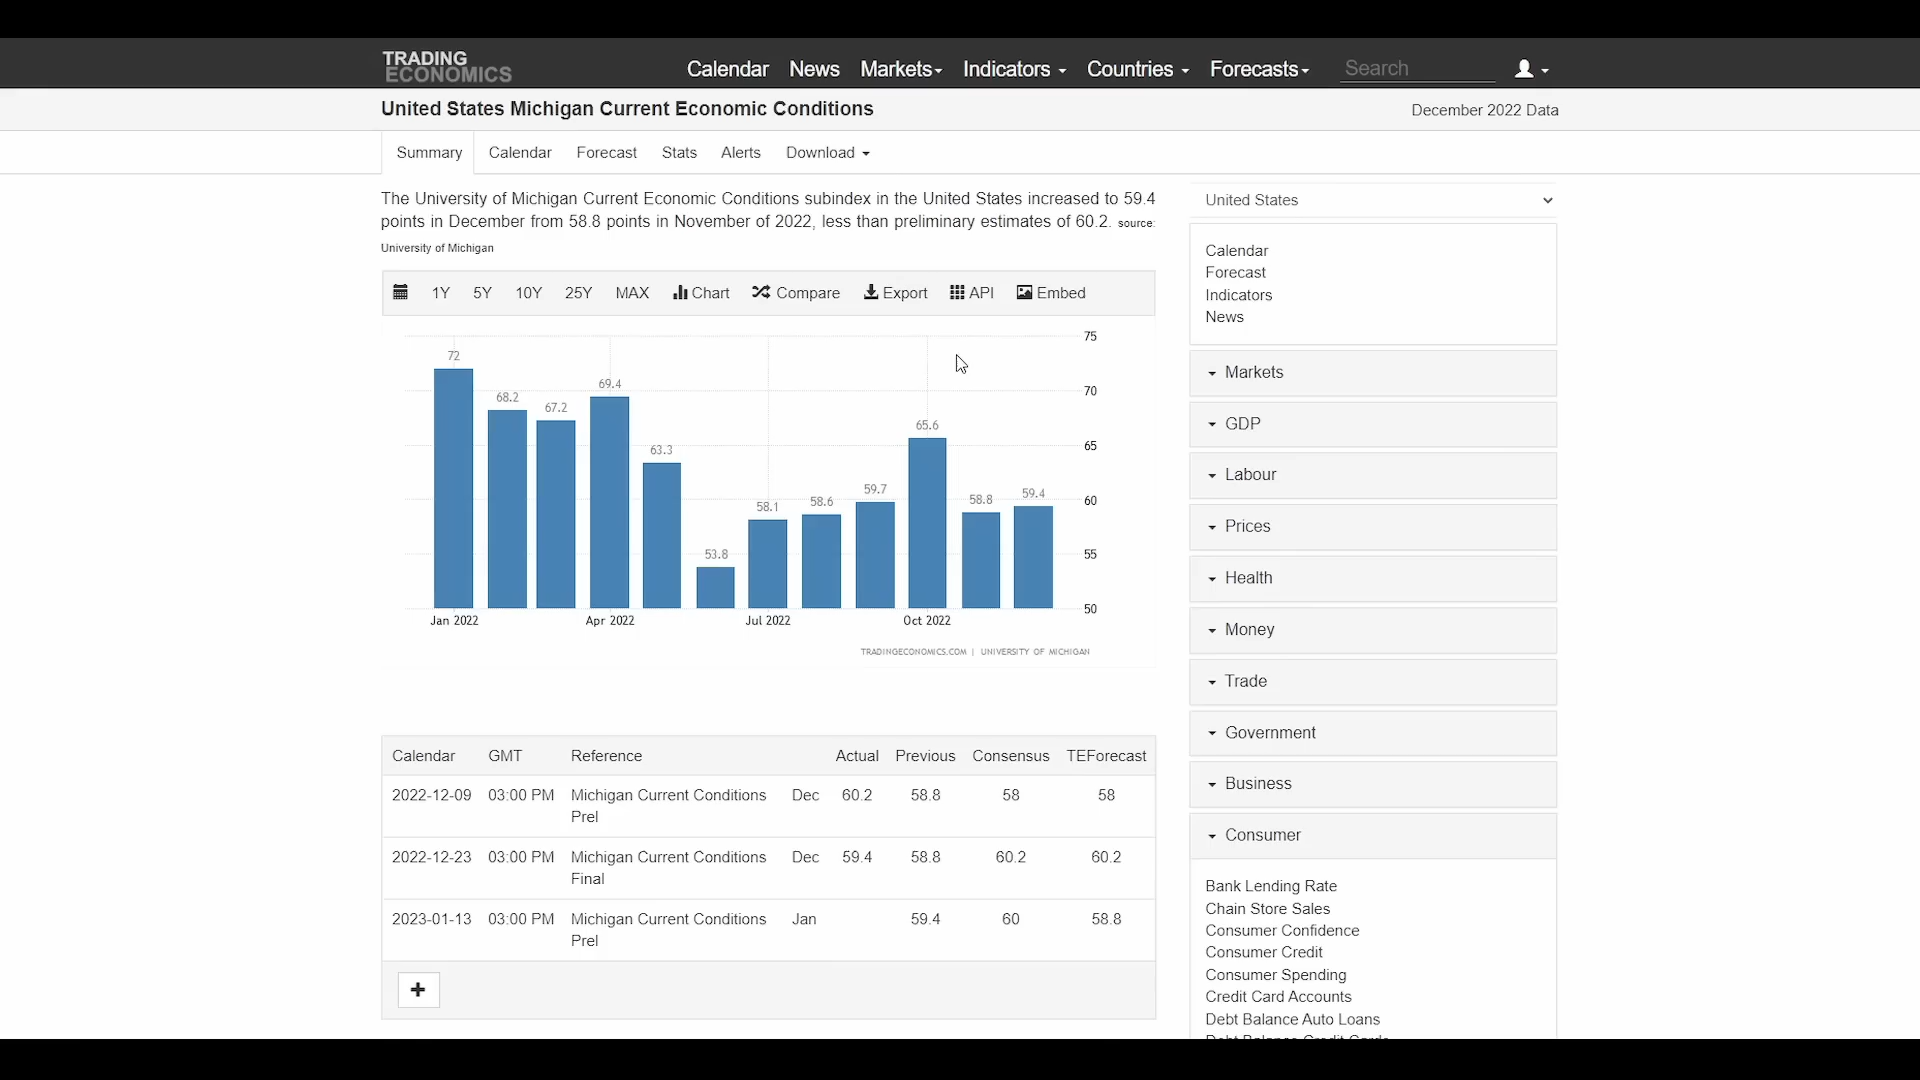 TRADING
ECONOMICS
Calendar News Markets Indicators Countries Forecasts Search
United States Michigan Current Economic Conditions
December 2022 Data
Summary Calendar Forecast Stats Alerts Download
The University of Michigan Current Economic Conditions subindex in the United States increased to 59.4
points in December from 58.8 points in November of 2022, less than preliminary estimates of 60.2. source:
University of Michigan
1Y 5Y 10Y 25Y MAX Chart Compare Export API Embed
75
72
70
69.4
68.2
67.2
65.6
65
63.3
60
59.7
59.4
58.8
58.6
58.1
55
53.8
50
Jan 2022 Apr 2022 Jul 2022 Oct 2022
TRADINGECONOMICS.COM | UNIVERSITY OF MICHIGAN
Calendar GMT Reference Actual Previous Consensus TEForecast
2022-12-09 03:00 PM Michigan Current Conditions Dec 60.2 58.8 58 58
Prel
2022-12-23 03:00 PM Michigan Current Conditions Dec 59.4 58.8 60.2 60.2
Final
2023-01-13 03:00 PM Michigan Current Conditions Jan 59.4 60 58.8
Prel
+
United States
Calendar
Forecast
Indicators
News
Markets
GDP
Labour
Prices
Health
Money
Trade
Government
Business
Consumer
Bank Lending Rate
Chain Store Sales
Consumer Confidence
Consumer Credit
Consumer Spending
Credit Card Accounts
Debt Balance Auto Loans